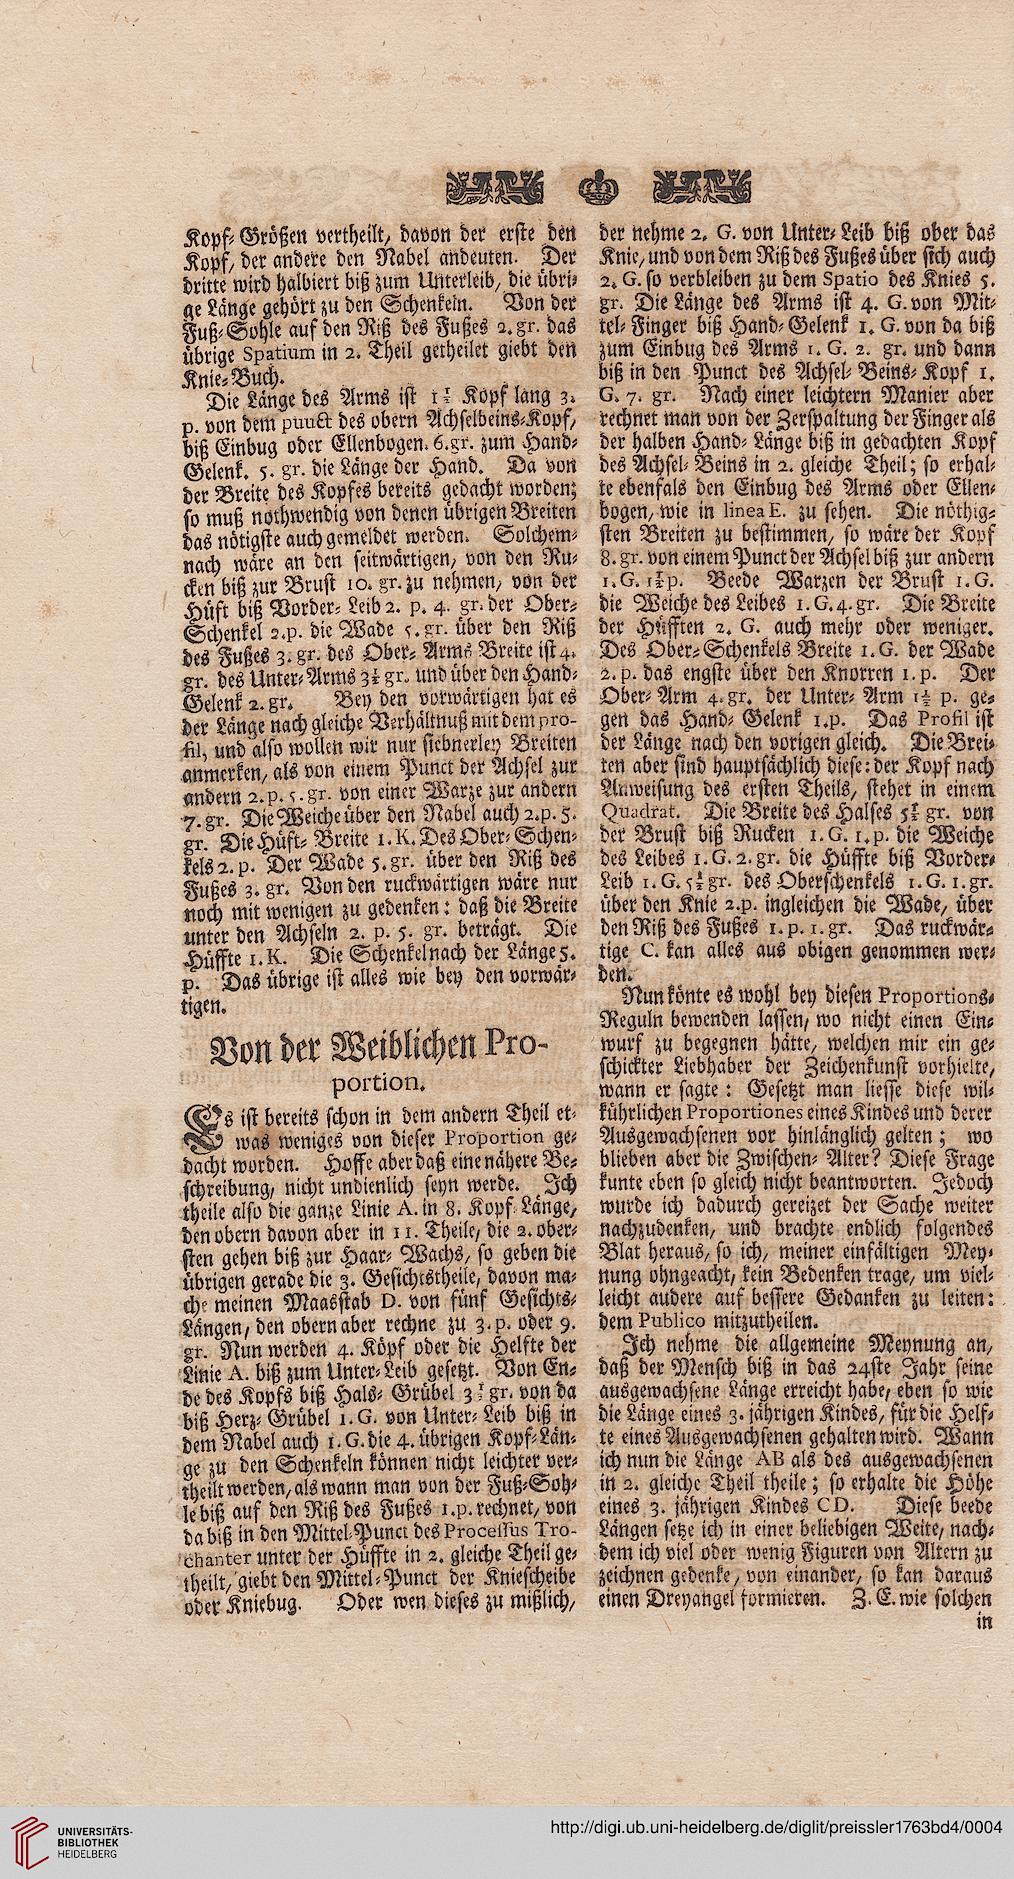 Kopf-Größen vertheilt, davon der erste den
Kopf, der andere den Nabel andeuten. Der
dritte wird halbiert biß zum Unterleib, die übri-
ge Länge gehört zu den Schenkeln. Von der
Fuß-Sohle auf den Riß des Fußes 2. gr. das
übrige Spatium in 2. Theil getheilet giebt den
Knie-Buch.
Die Länge des Arms ist 1½ Kopf lang 3.
p. von dem punct des obern Achselbeins-Kopf,
biß Einbug oder Ellenbogen. 6. gr. zum Hand-
Gelenk. 5. gr. die Länge der Hand. Da von
der Breite des Kopfes bereits gedacht worden;
so muß nothwendig von denen übrigen Breiten
das nötigste auch gemeldet werden. Solchem-
nach wäre an den seitwärtigen, von den Ru-
cken biß zur Brust 10. gr. zu nehmen, von der
Hüft biß Vorder-Leib 2. p. 4. gr. der Ober-
Schenkel 2. p. die Wade 5. gr. über den Riß
des Fußes 3. gr. des Ober-Arms Breite ist 4.
gr. des Unter-Arms 3½ gr. und über den Hand-
Gelenk 2. gr. Bey den vorwärtigen hat es
der Länge nach gleiche Verhältnuß mit dem pro-
fil, und also wollen wir nur siebnerley Breiten
anmerken, als von einem Punct der Achsel zur
andern 2. p. 5. gr. von einer Warze zur andern
7. gr. Die Weiche über den Nabel auch 2. p. 5.
gr. Die Hüft-Breite 1. K. Des Ober-Schen-
kels 2. p. Der Wade 5. gr. über den Riß des
Fußes 3. gr. Von den ruckwärtigen wäre nur
noch mit wenigen zu gedenken: daß die Breite
unter den Achseln 2. p. 5. gr. beträgt. Die
Hüffte 1. K. Die Schenkel nach der Länge 5.
p. Das übrige ist alles wie bey den vorwär-
tigen.
Von der Weiblichen Pro-
portion.
Es ist bereits schon in dem andern Theil et-
was weniges von dieser Proportion ge-
dacht worden. Hoffe aber daß eine nähere Be-
schreibung, nicht undienlich seyn werde. Ich
theile also die ganze Linie A. in 8. Kopf-Länge,
den obern davon aber in 11. Theile, die 2. ober-
sten gehen biß zur Haar-Wachs, so geben die
übrigen gerade die 3. Gesichtstheile, davon ma-
che meinen Maasstab D. von fünf Gesichts-
Längen, den obern aber rechne zu 3. p. oder 9.
gr. Nun werden 4. Köpf oder die Helfte der
Linie A. biß zum Unter-Leib gesetzt. Von En-
de des Kopfs biß Hals-Grübel 3½ gr. von da
biß Herz-Grübel 1. G. von Unter-Leib biß in
dem Nabel auch 1. G. die 4. übrigen Kopf-Län-
ge zu den Schenkeln können nicht leichter ver-
theilt werden, als wann man von der Fuß-Soh-
le biß auf den Riß des Fußes 1. p. rechnet, von
da biß in den Mittel-Punct des Processus Tro-
chanter unter der Hüffte in 2. gleiche Theil ge-
theilt, giebt den Mittel-Punct der Kniescheibe
oder Kniebug. Oder wen dieses zu mißlich,
der nehme 2. G. von Unter-Leib biß ober das
Knie, und von dem Riß des Fußes über sich auch
2. G. so verbleiben zu dem Spatio des Knies 5.
gr. Die Länge des Arms ist 4. G. von Mit-
tel-Finger biß Hand-Gelenk 1. G. von da biß
zum Einbug des Arms 1. G. 2. gr. und dann
biß in den Punct des Achsel-Beins-Kopf 1.
G. 7. gr. Nach einer leichtern Manier aber
rechnet man von der Zerspaltung der Finger als
der halben Hand-Länge biß in gedachten Kopf
des Achsel-Beins in 2. gleiche Theil; so erhal-
te ebenfals den Einbug des Arms oder Ellen-
bogen, wie in linea E. zu sehen. Die nöthig-
sten Breiten zu bestimmen, so wäre der Kopf
8. gr. von einem Punct der Achsel biß zur andern
1. G. 1½ p. Beede Warzen der Brust 1. G.
die Weiche des Leibes 1. G. 4. gr. Die Breite
der Hüfften 2. G. auch mehr oder weniger.
Des Ober-Schenkels Breite 1. G. der Wade
2. p. das engste über den Knorren 1. p. Der
Ober-Arm 4. gr. der Unter-Arm 1½ p. ge-
gen das Hand-Gelenk 1. p. Das Profil ist
der Länge nach den vorigen gleich. Die Brei-
ten aber sind hauptsächlich diese: der Kopf nach
Anweisung des ersten Theils, stehet in einem
Quadrat. Die Breite des Halses 5½ gr. von
der Brust biß Rucken 1. G. 1. p. die Weiche
des Leibes 1. G. 2. gr. die Hüffte biß Vorder-
Leib 1. G. 5½ gr. des Oberschenkels 1. G. 1. gr.
über den Knie 2. p. ingleichen die Wade, über
den Riß des Fußes 1. p. 1. gr. Das ruckwär-
tige C. kan alles aus obigen genommen wer-
den.
Nun könte es wohl bey diesen Proportions-
Reguln bewenden lassen, wo nicht einen Ein-
wurf zu begegnen hätte, welchen mir ein ge-
schickter Liebhaber der Zeichenkunst vorhielte,
wann er sagte: Gesetzt man liesse diese wil-
kührlichen Proportiones eines Kindes und derer
Ausgewachsenen vor hinlänglich gelten; wo
blieben aber die Zwischen-Alter? Diese Frage
kunte eben so gleich nicht beantworten. Jedoch
wurde ich dadurch gereizet der Sache weiter
nachzudenken, und brachte endlich folgendes
Blat heraus, so ich, meiner einfältigen Mey-
nung ohngeacht, kein Bedenken trage, um viel-
leicht andere auf bessere Gedanken zu leiten:
dem Publico mitzutheilen.
Ich nehme die allgemeine Meynung an,
daß der Mensch biß in das 24ste Jahr seine
ausgewachsene Länge erreicht habe, eben so wie
die Länge eines 3. jährigen Kindes, für die Helf-
te eines Ausgewachsenen gehalten wird. Wann
ich nun die Länge AB als des ausgewachsenen
in 2. gleiche Theil theile; so erhalte die Höhe
eines 3. jährigen Kindes CD. Diese beede
Längen setze ich in einer beliebigen Weite, nach-
dem ich viel oder wenig Figuren von Altern zu
zeichnen gedenke, von einander, so kan daraus
einen Dreyangel formieren. Z. E. wie solchen
in
UNIVERSITÄTS-
BIBLIOTHEK
HEIDELBERG
http://digi.ub.uni-heidelberg.de/diglit/preissler1763bd4/0004